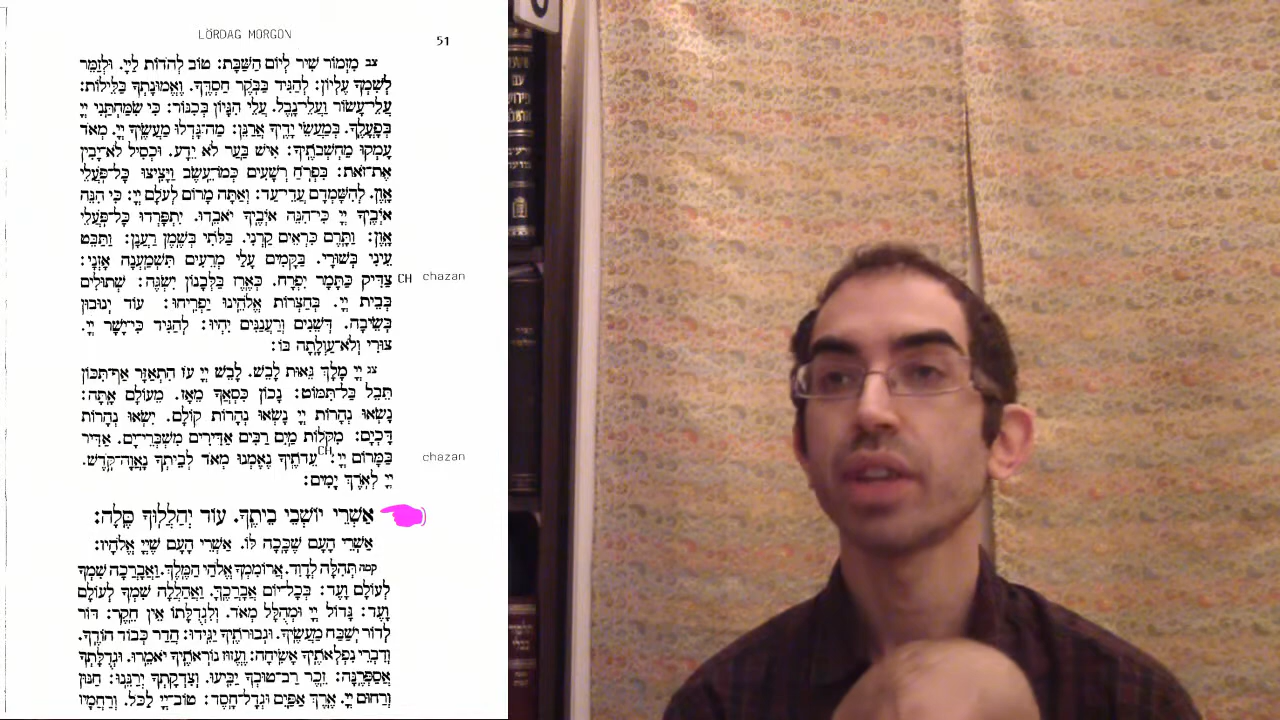 LÖRDAG MORGON
51
צב מִזְמוֹר שִׁיר לְיוֹם הַשַּׁבָּת: טוֹב לְהֹדוֹת לַיְיָ. וּלְזַמֵּר
לְשִׁמְךָ עֶלְיוֹן: לְהַגִּיד בַּבֹּקֶר חַסְדֶּךָ. וֶאֱמוּנָתְךָ בַּלֵּילוֹת:
עֲלֵי־עָשׂוֹר וַעֲלֵי־נָבֶל. עֲלֵי הִגָּיוֹן בְּכִנּוֹר: כִּי שִׂמַּחְתַּנִי יְיָ
בְּפָעֳלֶךָ. בְּמַעֲשֵׂי יָדֶיךָ אֲרַנֵּן: מַה־גָּדְלוּ מַעֲשֶׂיךָ יְיָ. מְאֹד
עָמְקוּ מַחְשְׁבֹתֶיךָ: אִישׁ בַּעַר לֹא יֵדָע. וּכְסִיל לֹא־יָבִין
אֶת־זֹאת: בִּפְרֹחַ רְשָׁעִים כְּמוֹ־עֵשֶׂב וַיָּצִיצוּ כָּל־פֹּעֲלֵי
אָוֶן. לְהִשָּׁמְדָם עֲדֵי־עַד: וְאַתָּה מָרוֹם לְעֹלָם יְיָ: כִּי הִנֵּה
אֹיְבֶיךָ יְיָ כִּי־הִנֵּה אֹיְבֶיךָ יֹאבֵדוּ. יִתְפָּרְדוּ כָּל־פֹּעֲלֵי
אָוֶן: וַתָּרֶם כִּרְאֵים קַרְנִי. בַּלֹּתִי בְּשֶׁמֶן רַעֲנָן: וַתַּבֵּט
עֵינִי בְּשׁוּרָי. בַּקָּמִים עָלַי מְרֵעִים תִּשְׁמַעְנָה אָזְנָי:
צַדִּיק כַּתָּמָר יִפְרָח. כְּאֶרֶז בַּלְּבָנוֹן יִשְׂגֶּה: שְׁתוּלִים CH chazan
בְּבֵית יְיָ. בְּחַצְרוֹת אֱלֹהֵינוּ יַפְרִיחוּ: עוֹד יְנוּבוּן
בְּשֵׂיבָה. דְּשֵׁנִים וְרַעֲנַנִּים יִהְיוּ: לְהַגִּיד כִּי־יָשָׁר יְיָ.
צוּרִי וְלֹא־עַוְלָתָה בּוֹ:
צג יְיָ מָלָךְ גֵּאוּת לָבֵשׁ. לָבֵשׁ יְיָ עֹז הִתְאַזָּר אַף־תִּכּוֹן
תֵּבֵל בַּל־תִּמּוֹט: נָכוֹן כִּסְאֲךָ מֵאָז. מֵעוֹלָם אָתָּה:
נָשְׂאוּ נְהָרוֹת יְיָ נָשְׂאוּ נְהָרוֹת קוֹלָם. יִשְׂאוּ נְהָרוֹת
דָּכְיָם: מִקֹּלוֹת מַיִם רַבִּים אַדִּירִים מִשְׁבְּרֵי־יָם. אַדִּיר
בַּמָּרוֹם יְיָ: CH עֵדֹתֶיךָ נֶאֶמְנוּ מְאֹד לְבֵיתְךָ נַאֲוָה־קֹדֶשׁ. chazan
יְיָ לְאֹרֶךְ יָמִים:
אַשְׁרֵי יוֹשְׁבֵי בֵיתֶךָ. עוֹד יְהַלְלוּךָ סֶּלָה:
אַשְׁרֵי הָעָם שֶׁכָּכָה לּוֹ. אַשְׁרֵי הָעָם שֶׁיְיָ אֱלֹהָיו:
קמה תְּהִלָּה לְדָוִד. אֲרוֹמִמְךָ אֱלֹהַי הַמֶּלֶךְ. וַאֲבָרְכָה שִׁמְךָ
לְעוֹלָם וָעֶד: בְּכָל־יוֹם אֲבָרְכֶךָּ. וַאֲהַלְלָה שִׁמְךָ לְעוֹלָם
וָעֶד: גָּדוֹל יְיָ וּמְהֻלָּל מְאֹד. וְלִגְדֻלָּתוֹ אֵין חֵקֶר: דּוֹר
לְדוֹר יְשַׁבַּח מַעֲשֶׂיךָ. וּגְבוּרֹתֶיךָ יַגִּידוּ: הֲדַר כְּבוֹד הוֹדֶךָ.
וְדִבְרֵי נִפְלְאֹתֶיךָ אָשִׂיחָה: וֶעֱזוּז נוֹרְאֹתֶיךָ יֹאמֵרוּ. וּגְדֻלָּתְךָ
אֲסַפְּרֶנָּה: זֵכֶר רַב־טוּבְךָ יַבִּיעוּ. וְצִדְקָתְךָ יְרַנֵּנוּ: חַנּוּן
וְרַחוּם יְיָ. אֶרֶךְ אַפַּיִם וּגְדָל־חָסֶד: טוֹב־יְיָ לַכֹּל. וְרַחֲמָיו